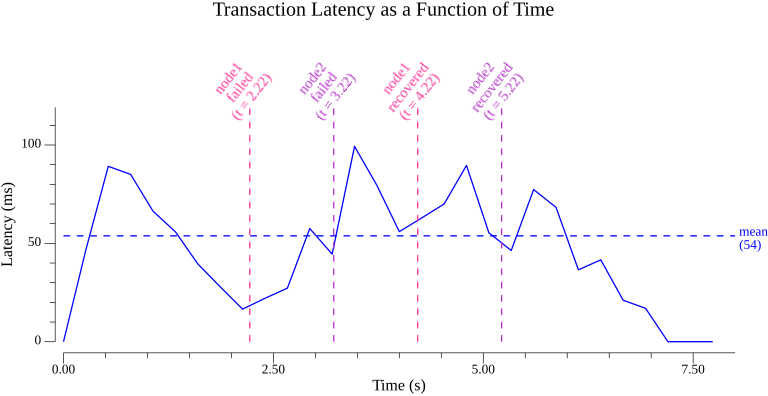 Transaction Latency as a Function of Time
node1
failed
(t = 2.22)
node2
failed
(t = 3.22)
node1
recovered
(t = 4.22)
node2
recovered
(t = 5.22)
100
50
0
Latency (ms)
mean
(54)
0.00
2.50
5.00
7.50
Time (s)